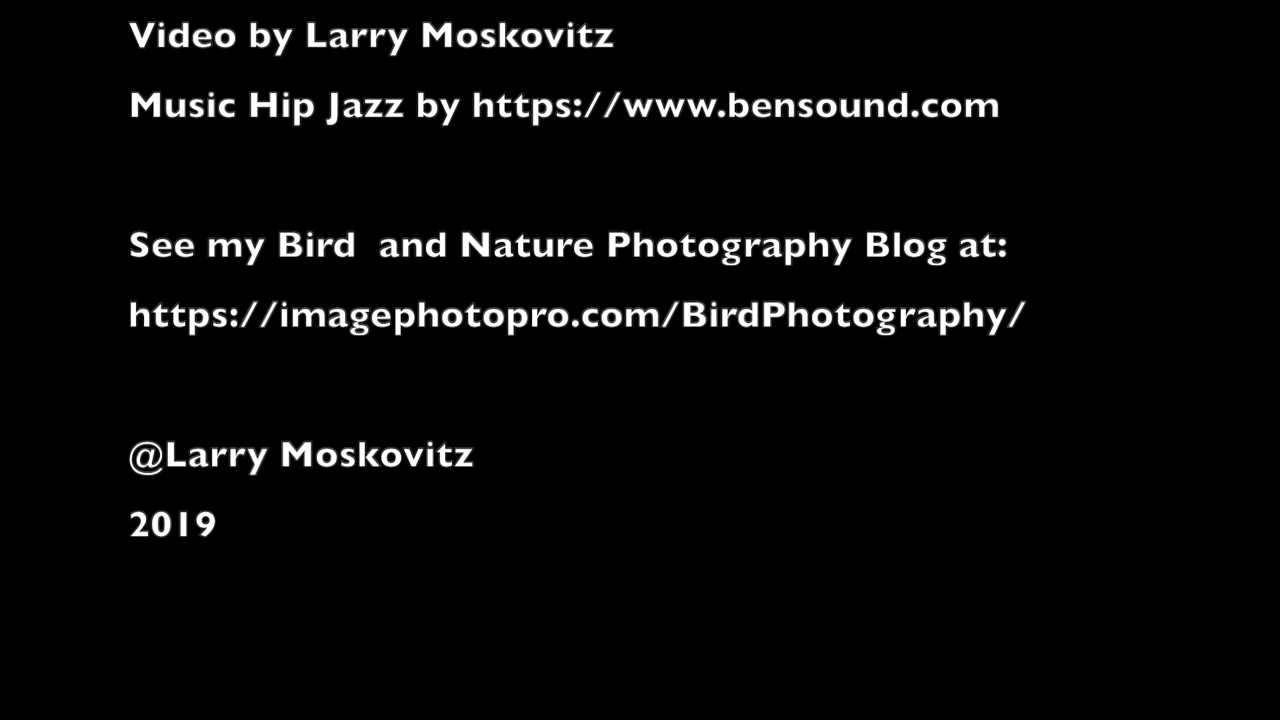 Video by Larry Moskovitz
Music Hip Jazz by https://www.bensound.com
See my Bird  and Nature Photography Blog at:
https://imagephotopro.com/BirdPhotography/
@Larry Moskovitz
2019